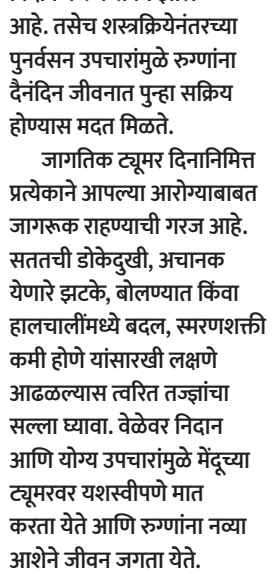 आहे. तसेच शस्त्रक्रियेनंतरच्या
पुनर्वसन उपचारांमुळे रुग्णांना
दैनंदिन जीवनात पुन्हा सक्रिय
होण्यास मदत मिळते.
जागतिक ट्यूमर दिनानिमित्त
प्रत्येकाने आपल्या आरोग्याबाबत
जागरूक राहण्याची गरज आहे.
सततची डोकेदुखी, अचानक
येणारे झटके, बोलण्यात किंवा
हालचालींमध्ये बदल, स्मरणशक्ती
कमी होणे यांसारखी लक्षणे
आढळल्यास त्वरित तज्ज्ञांचा
सल्ला घ्यावा. वेळेवर निदान
आणि योग्य उपचारांमुळे मेंदूच्या
ट्यूमरवर यशस्वीपणे मात
करता येते आणि रुग्णांना नव्या
आशेने जीवन जगता येते.